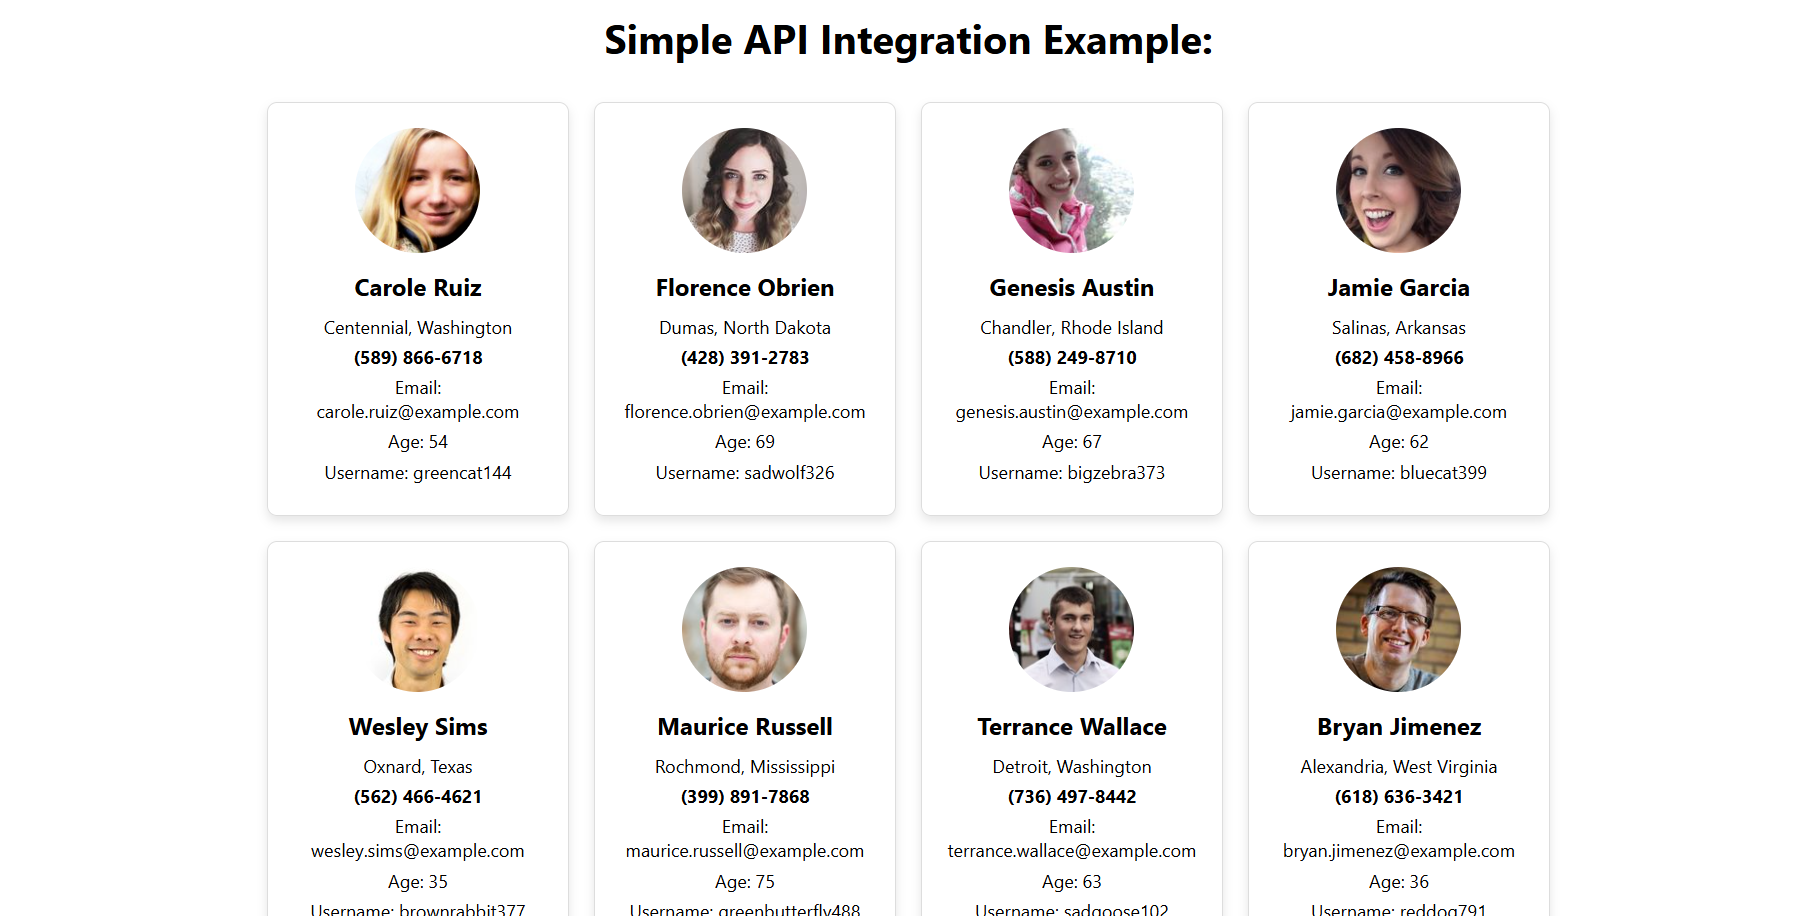 Simple API Integration Example:
Carole Ruiz
Centennial, Washington
(589) 866-6718
Email:
carole.ruiz@example.com
Age: 54
Username: greencat144
Florence Obrien
Dumas, North Dakota
(428) 391-2783
Email:
florence.obrien@example.com
Age: 69
Username: sadwolf326
Genesis Austin
Chandler, Rhode Island
(588) 249-8710
Email:
genesis.austin@example.com
Age: 67
Username: bigzebra373
Jamie Garcia
Salinas, Arkansas
(682) 458-8966
Email:
jamie.garcia@example.com
Age: 62
Username: bluecat399
Wesley Sims
Oxnard, Texas
(562) 466-4621
Email:
wesley.sims@example.com
Age: 35
Username: brownrabbit377
Maurice Russell
Rochmond, Mississippi
(399) 891-7868
Email:
maurice.russell@example.com
Age: 75
Username: greenbutterfly488
Terrance Wallace
Detroit, Washington
(736) 497-8442
Email:
terrance.wallace@example.com
Age: 63
Username: sadgoose102
Bryan Jimenez
Alexandria, West Virginia
(618) 636-3421
Email:
bryan.jimenez@example.com
Age: 36
Username: reddog791